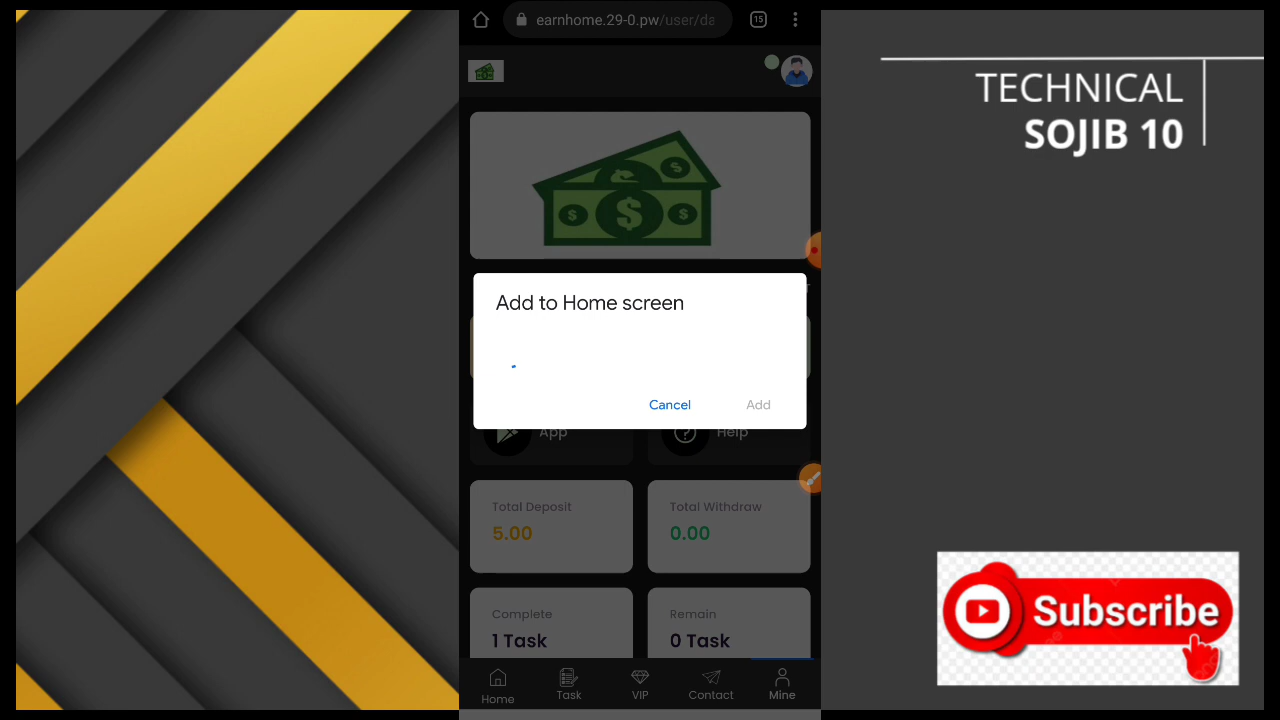 earnhome.29-0.pw/user/da
15
TECHNICAL
SOJIB 10
Add to Home screen
Cancel
Add
App
Help
Total Deposit
5.00
Total Withdraw
0.00
Complete
1 Task
Remain
0 Task
Home
Task
VIP
Contact
Mine
Subscribe